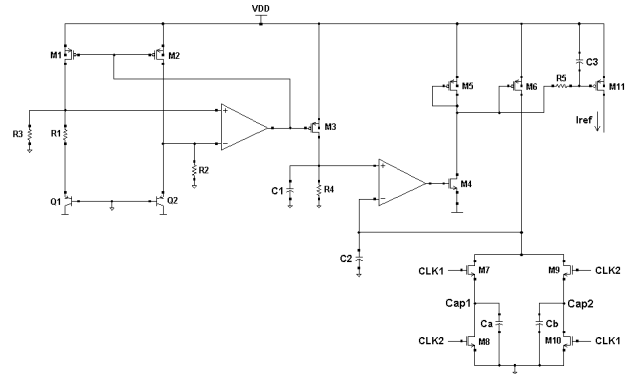 VDD
M1
M2
M5
M6
C3
R5
M11
Iref
R3
R1
+
−
M3
R2
C1
R4
+
−
M4
Q1
Q2
C2
CLK1
M7
M9
CLK2
Cap1
Cap2
Ca
Cb
CLK2
M8
M10
CLK1